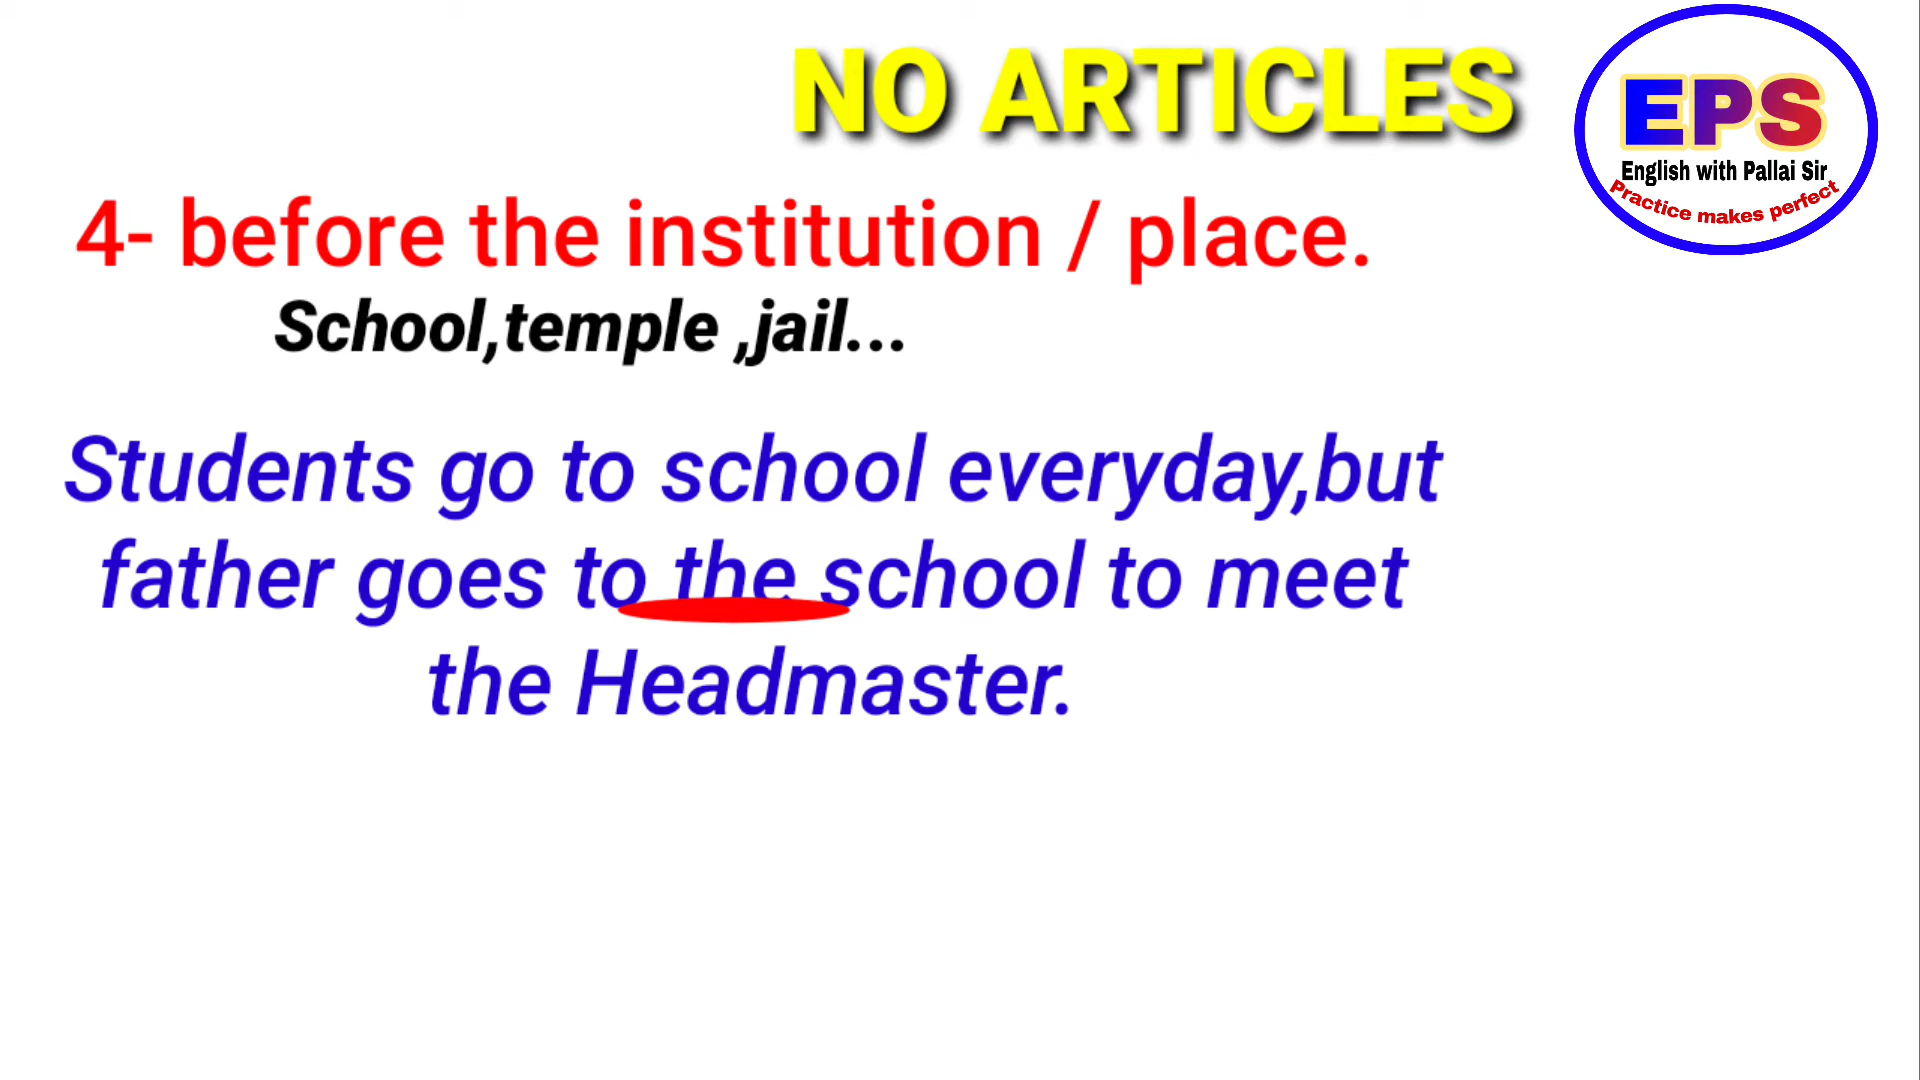 NO ARTICLES
EPS
English with Pallai Sir
Practice makes perfect
4- before the institution / place.
School,temple ,jail...
Students go to school everyday,but
father goes to the school to meet
the Headmaster.